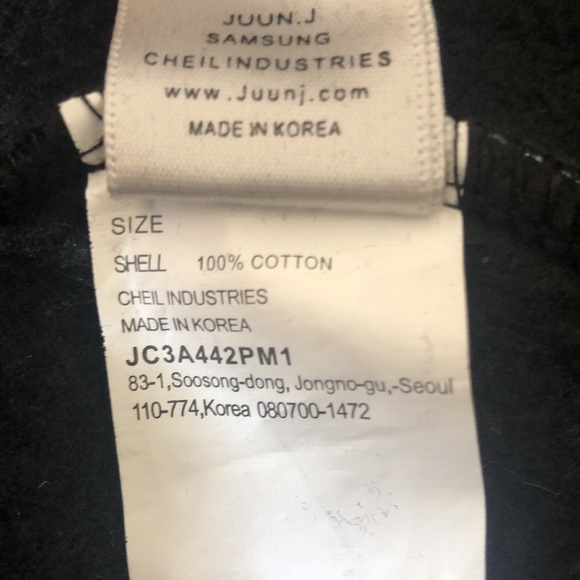 JUUN.J
SAMSUNG
CHEIL INDUSTRIES
www.Juunj.com
MADE IN KOREA
SIZE
SHELL 100% COTTON
CHEIL INDUSTRIES
MADE IN KOREA
JC3A442PM1
83-1,Soosong-dong, Jongno-gu,-Seoul
110-774,Korea 080700-1472